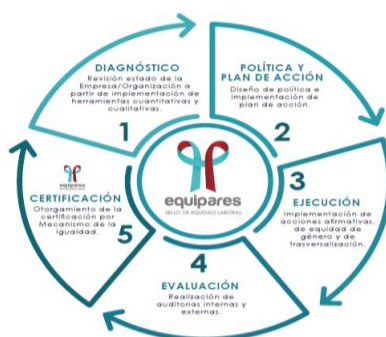 DIAGNÓSTICO
Revisión estado de la
Empresa/Organización a
partir de implementación de
herramientas cuantitativas y
cualitativas.
1
POLÍTICA Y
PLAN DE ACCIÓN
Diseño de política e
implementación de
plan de acción.
2
3
EJECUCIÓN
Implementación de
acciones afirmativas,
de equidad de
género y de
trasversalización.
4
EVALUACIÓN
Realización de
auditorias internas y
externas.
equipares
CERTIFICACIÓN
Otorgamiento de la
certificación por
Mecanismo de la
Igualdad.
5
equipares
SELLO DE EQUIDAD LABORAL